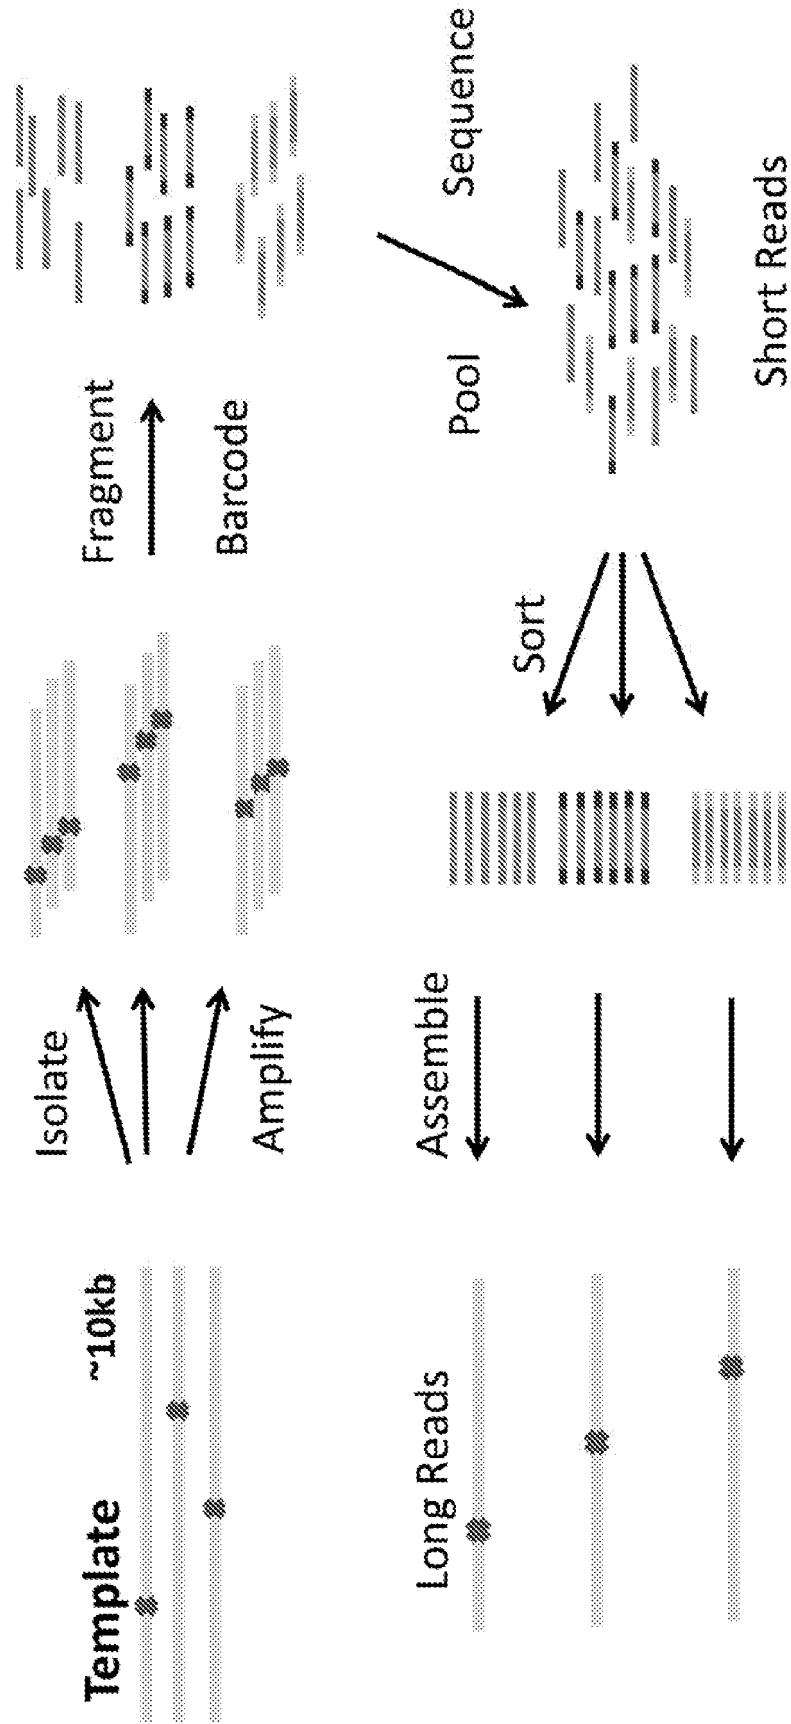 Template
~10kb
Isolate
Amplify
Fragment
Barcode
Pool
Sequence
Short Reads
Sort
Assemble
Long Reads